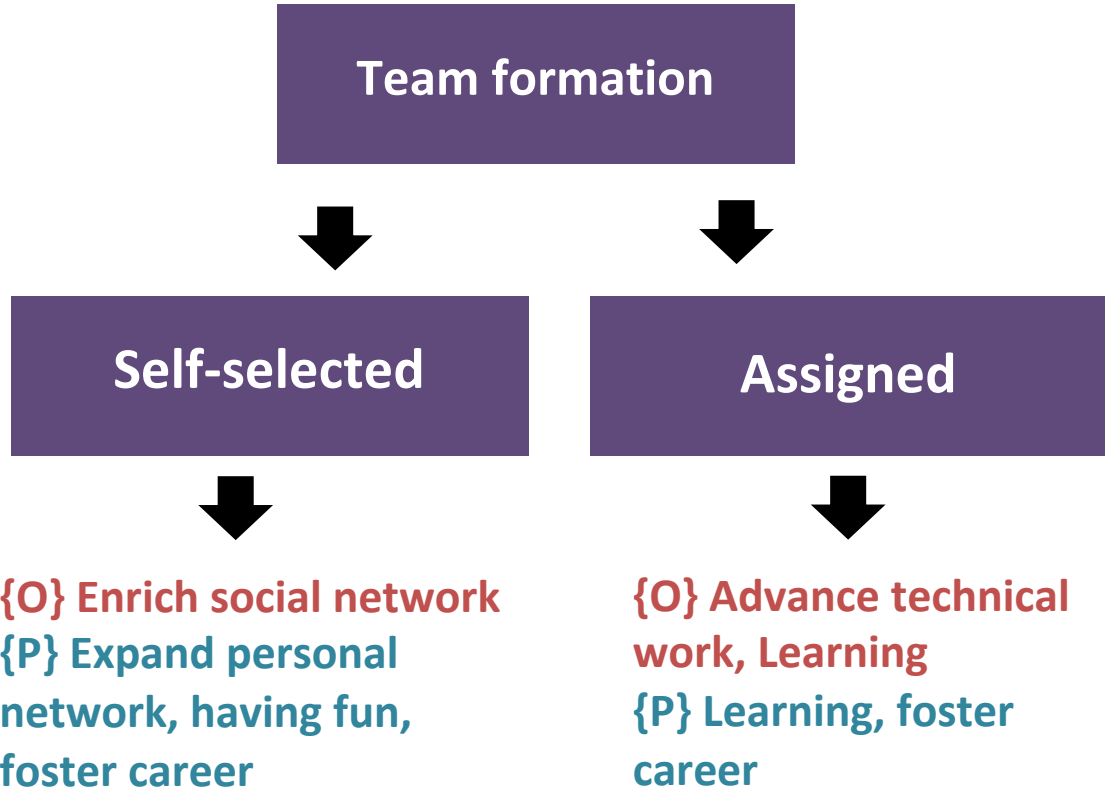 Team formation
Self-selected
Assigned
{O} Enrich social network
{P} Expand personal
network, having fun,
foster career
{O} Advance technical
work, Learning
{P} Learning, foster
career